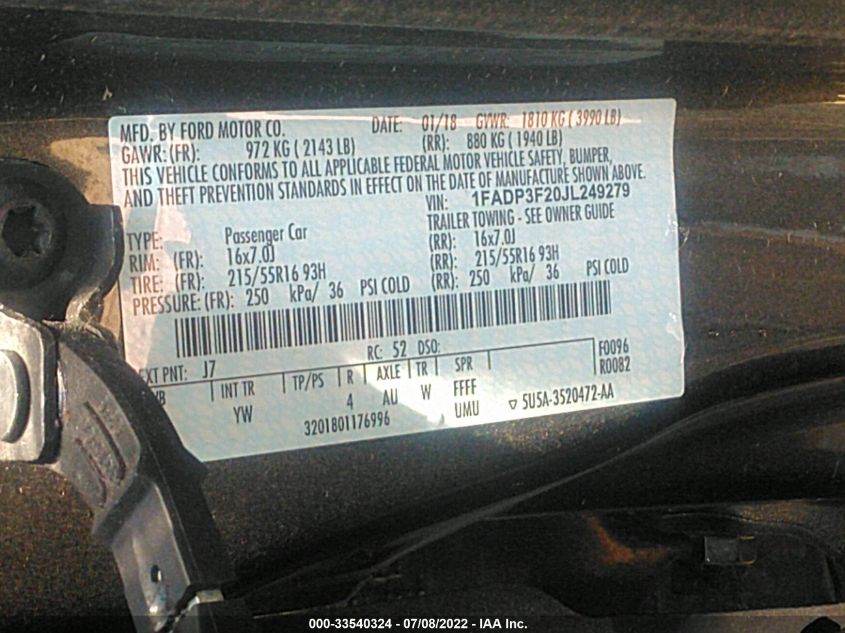 MFD. BY FORD MOTOR CO. DATE: 01/18 GVWR: 1810 KG ( 3990 LB)
GAWR:(FR): 972 KG ( 2143 LB) (RR): 880 KG ( 1940 LB)
THIS VEHICLE CONFORMS TO ALL APPLICABLE FEDERAL MOTOR VEHICLE SAFETY, BUMPER,
AND THEFT PREVENTION STANDARDS IN EFFECT ON THE DATE OF MANUFACTURE SHOWN ABOVE.
VIN: 1FADP3F20JL249279
TYPE: Passenger Car TRAILER TOWING - SEE OWNER GUIDE
RIM: (FR): 16x7.0J (RR): 16x7.0J
TIRE: (FR): 215/55R16 93H (RR): 215/55R16 93H
PRESSURE: (FR): 250 kPa/ 36 PSI COLD (RR): 250 kPa/ 36 PSI COLD
EXT PNT: J7 RC: 52 DSO: F0096
WB INT TR TP/PS R AXLE TR SPR R0082
YW 4 AU W FFFF
3201801176996 UMU ▽ 5U5A-3520472-AA
000-33540324 / 07/08/2022 - IAA Inc.